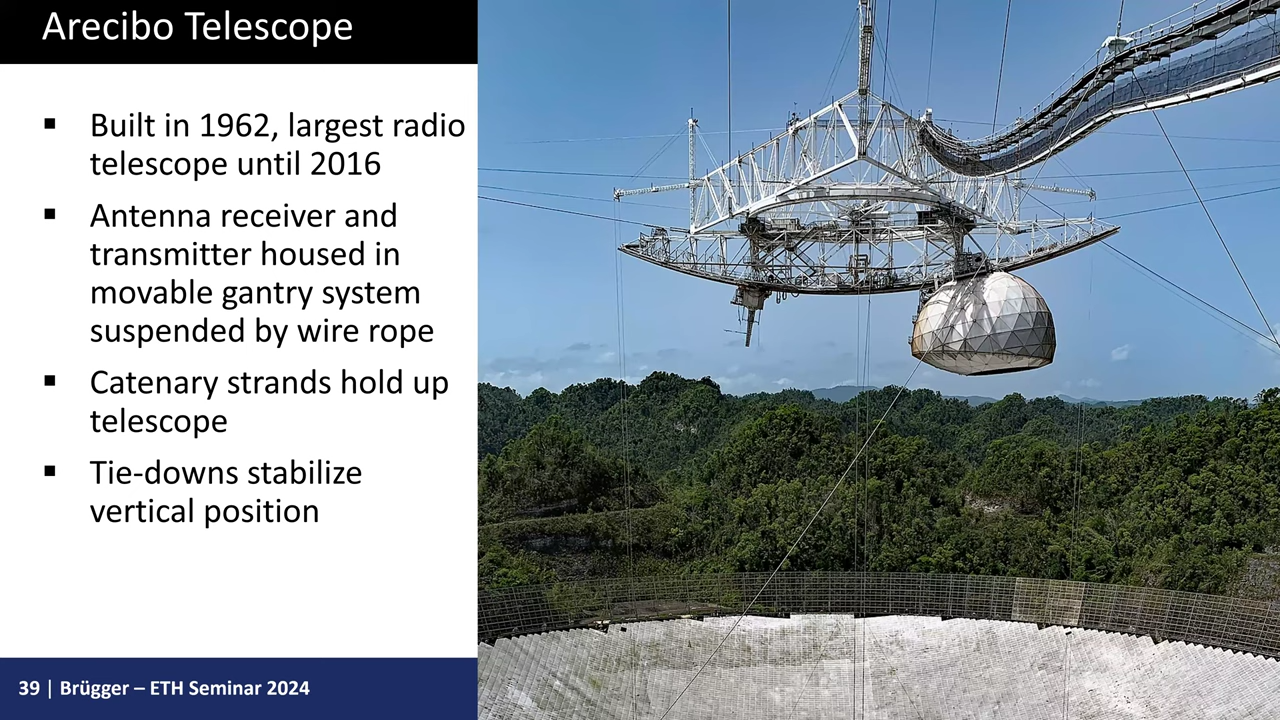 Arecibo Telescope
▪ Built in 1962, largest radio
telescope until 2016
▪ Antenna receiver and
transmitter housed in
movable gantry system
suspended by wire rope
▪ Catenary strands hold up
telescope
▪ Tie-downs stabilize
vertical position
39 | Brügger – ETH Seminar 2024